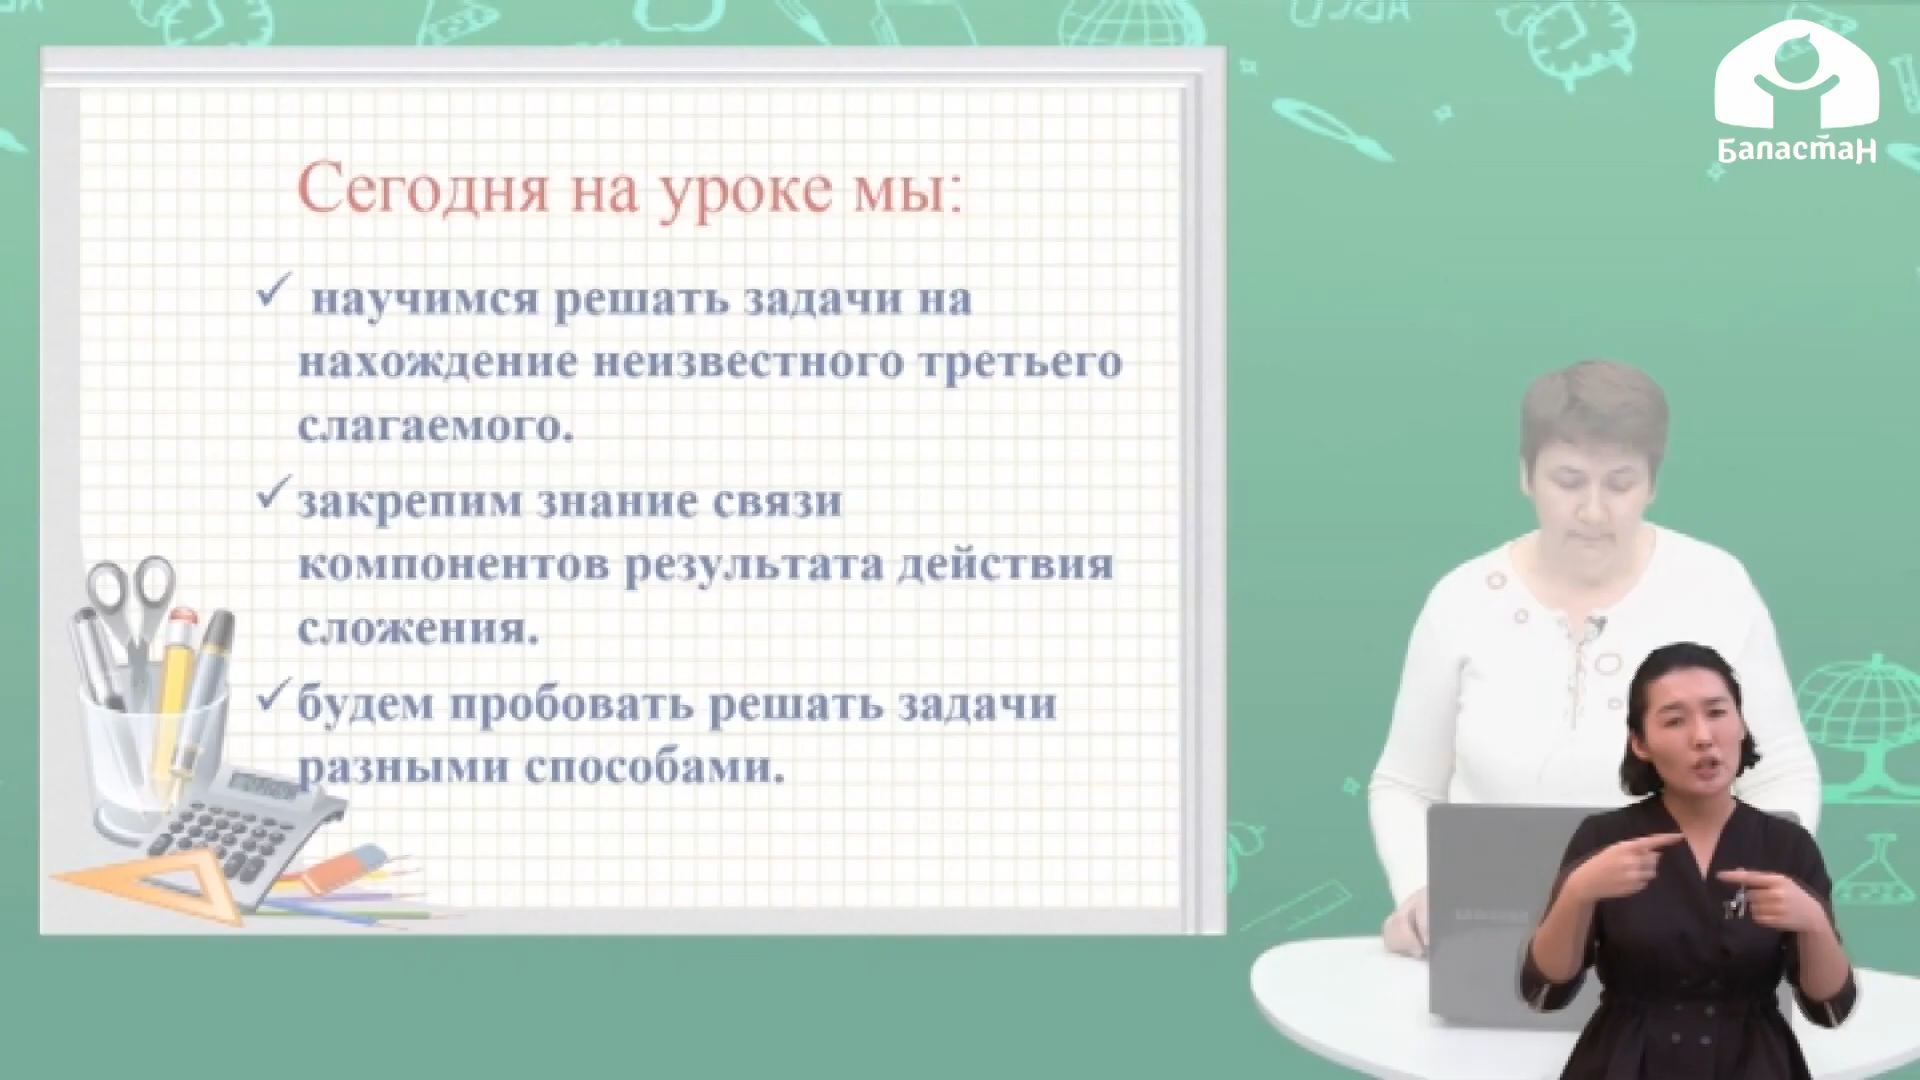 Баластан
Сегодня на уроке мы:
научимся решать задачи на
нахождение неизвестного третьего
слагаемого.
закрепим знание связи
компонентов результата действия
сложения.
будем пробовать решать задачи
разными способами.